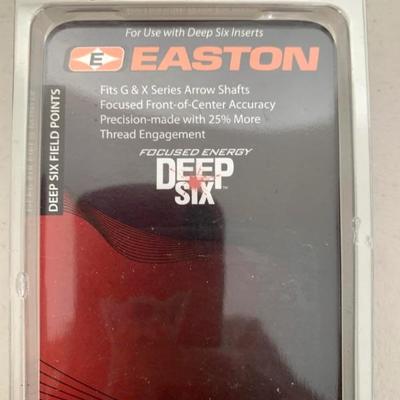 For Use with Deep Six Inserts
E EASTON
Fits G & X Series Arrow Shafts
Focused Front-of-Center Accuracy
Precision-made with 25% More
Thread Engagement
FOCUSED ENERGY
DEEP
SIX™
DEEP SIX FIELD POINTS